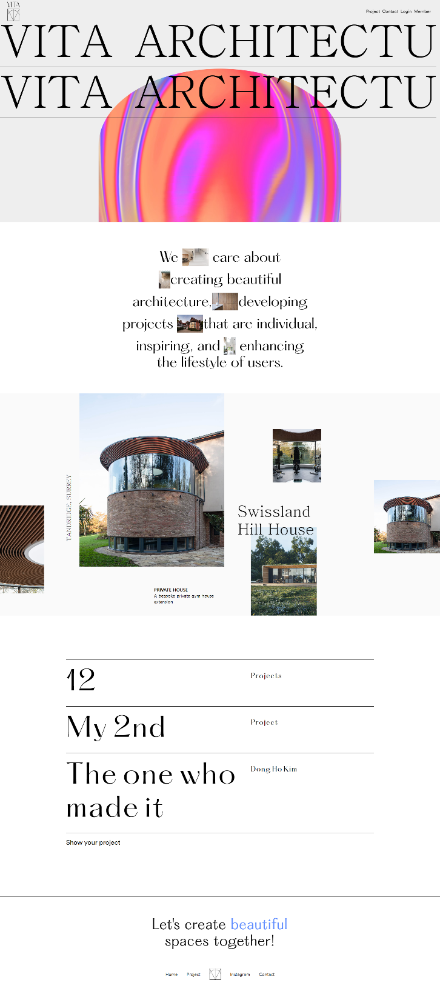 VITA
Project Contact Login Member
VITA ARCHITECTU
VITA ARCHITECTU
We care about
creating beautiful
architecture, developing
projects that are individual,
inspiring, and enhancing
the lifestyle of users.
TANDRIDGE, SURREY
Swissland
Hill House
PRIVATE HOUSE
A bespoke private gym house
extension
12
Projects
My 2nd
Project
The one who
made it
Dong Ho Kim
Show your project
Let's create beautiful
spaces together!
Home Project Instagram Contact